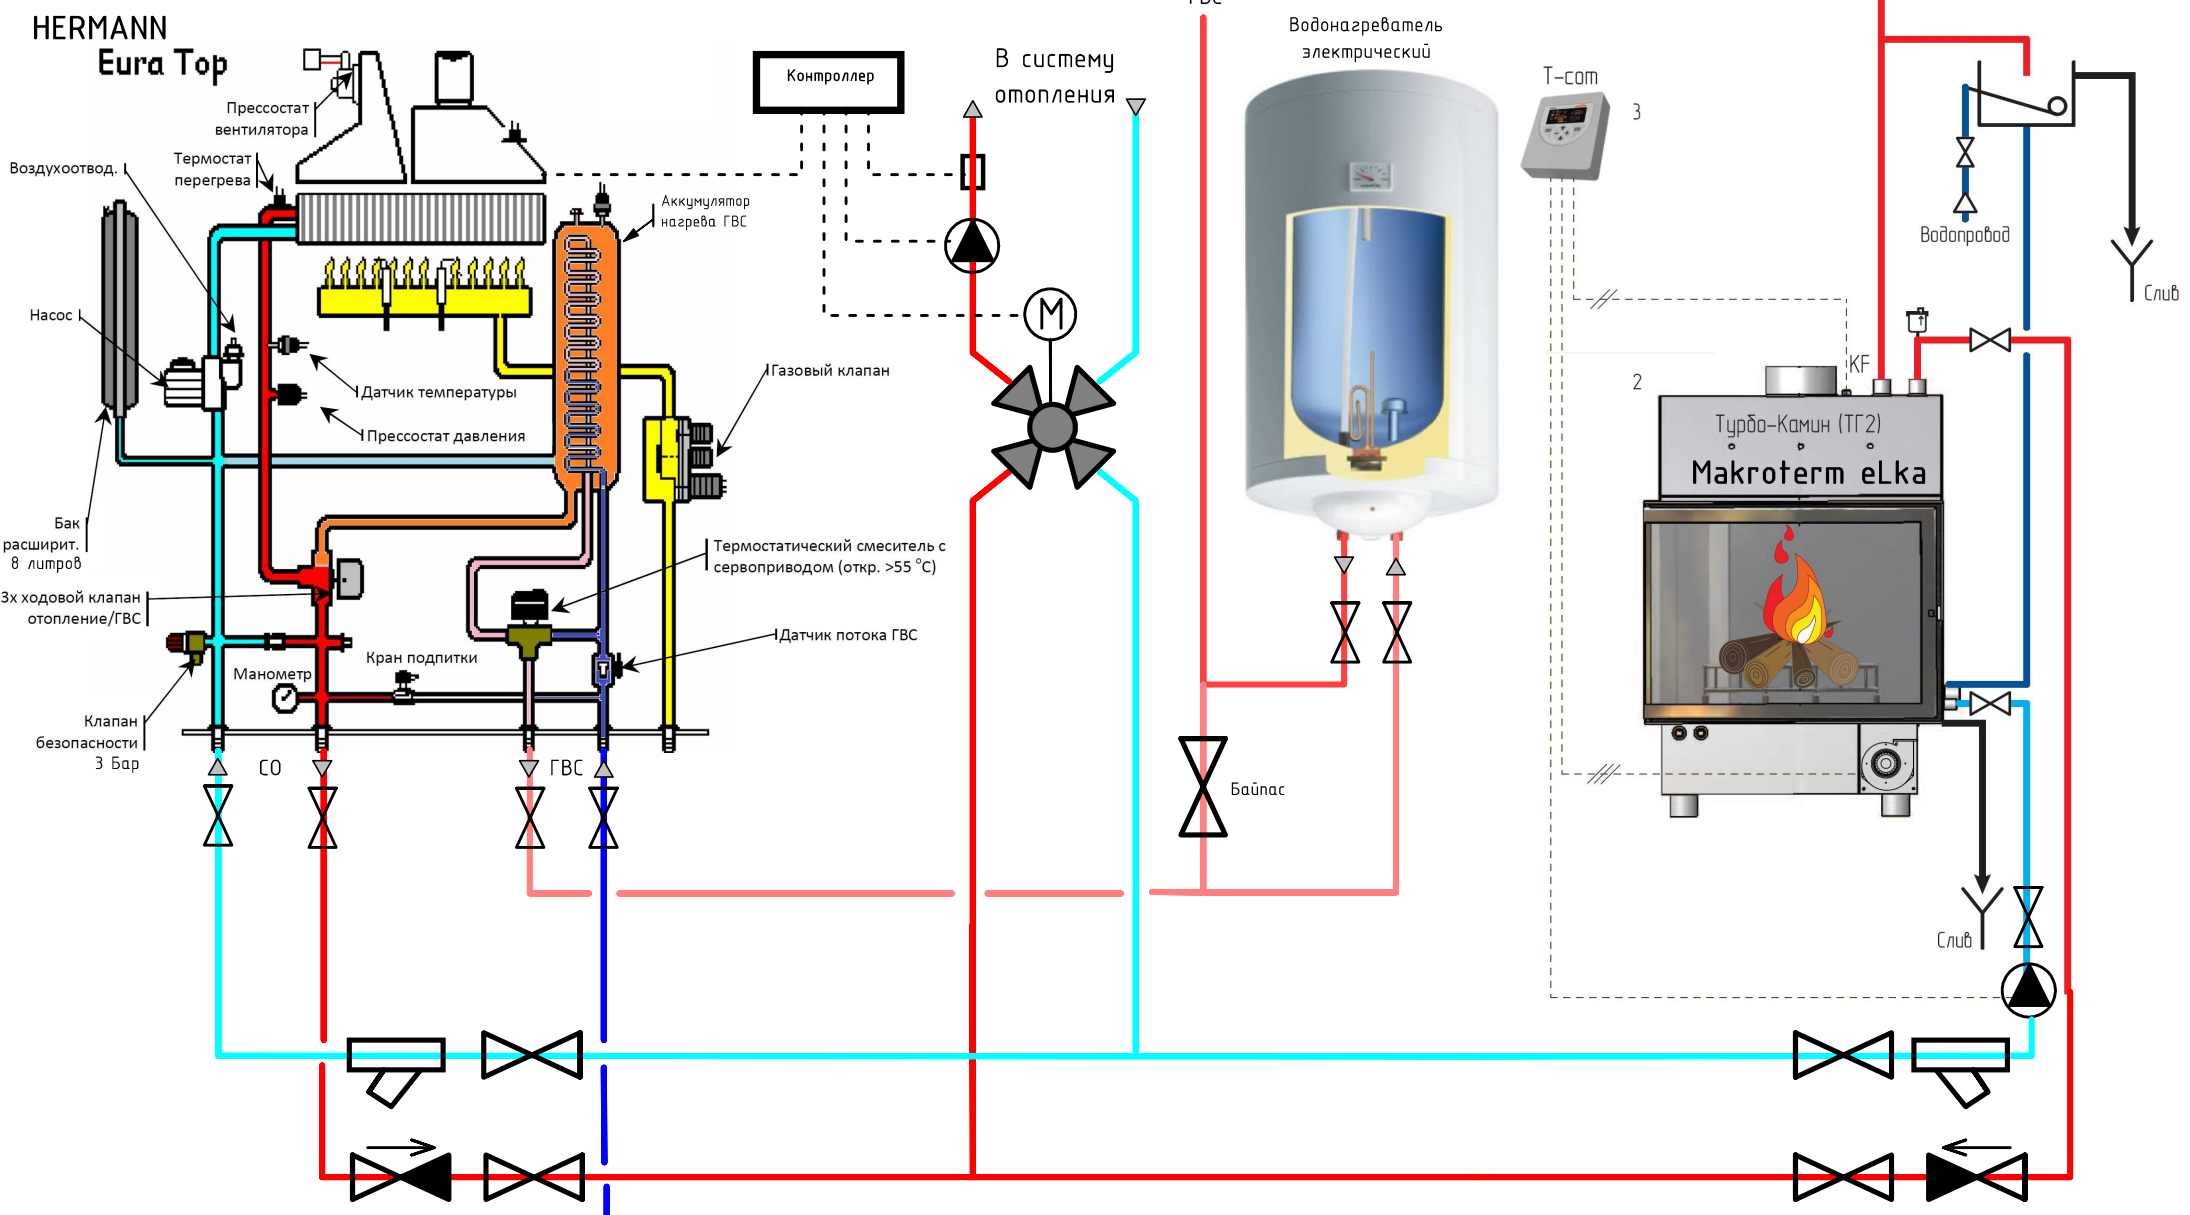 HERMANN
Eura Top
Прессостат
вентилятора
Термостат
перегрева
Воздухоотвод.
Насос
Бак
расширит.
8 литров
3х ходовой клапан
отопление/ГВС
Клапан
безопасности
3 Бар
Манометр
Кран подпитки
Датчик температуры
Прессостат давления
Аккумулятор
нагрева ГВС
Газовый клапан
Термостатический смеситель с
сервоприводом (откр. >55 °C)
Датчик потока ГВС
СО
ГВС
Контроллер
В систему
отопления
М
ГВС
Водонагреватель
электрический
Байпас
T-com
3
2
KF
Турбо-Камин (ТГ2)
Makroterm eLka
Водопровод
Слив
Слив